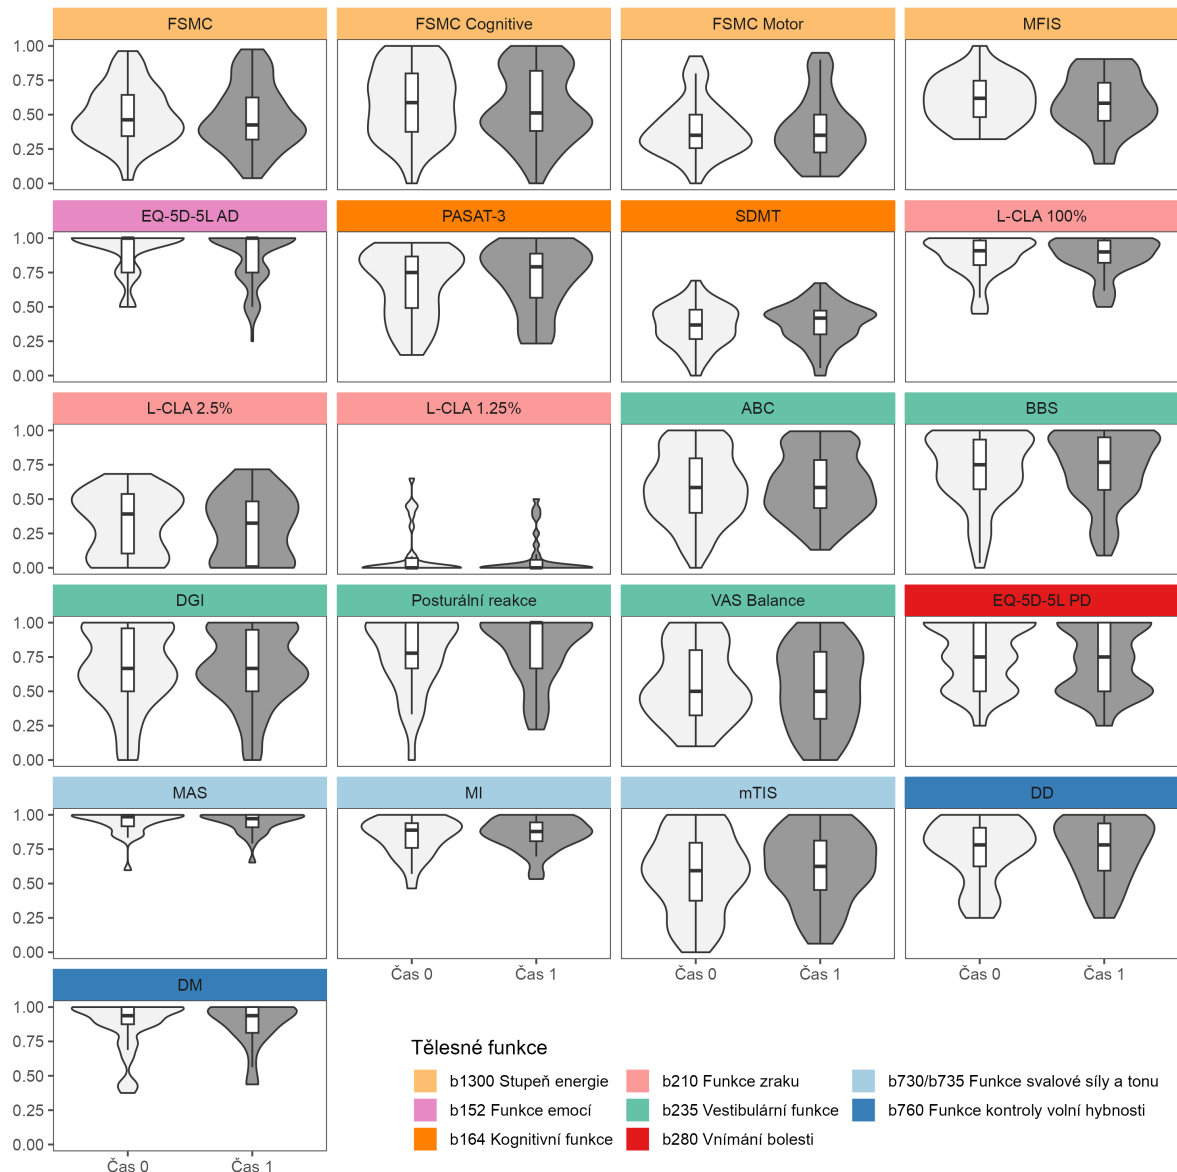 FSMC FSMC Cognitive FSMC Motor MFIS
1.00
0.75
0.50
0.25
0.00
EQ-5D-5L AD PASAT-3 SDMT L-CLA 100%
1.00
0.75
0.50
0.25
0.00
L-CLA 2.5% L-CLA 1.25% ABC BBS
1.00
0.75
0.50
0.25
0.00
DGI Posturální reakce VAS Balance EQ-5D-5L PD
1.00
0.75
0.50
0.25
0.00
MAS MI mTIS DD
1.00
0.75
0.50
0.25
0.00
Čas 0 Čas 1 Čas 0 Čas 1 Čas 0 Čas 1
DM
1.00
0.75
0.50
0.25
0.00
Čas 0 Čas 1
Tělesné funkce
b1300 Stupeň energie b210 Funkce zraku b730/b735 Funkce svalové síly a tonu
b152 Funkce emocí b235 Vestibulární funkce b760 Funkce kontroly volní hybnosti
b164 Kognitivní funkce b280 Vnímání bolesti